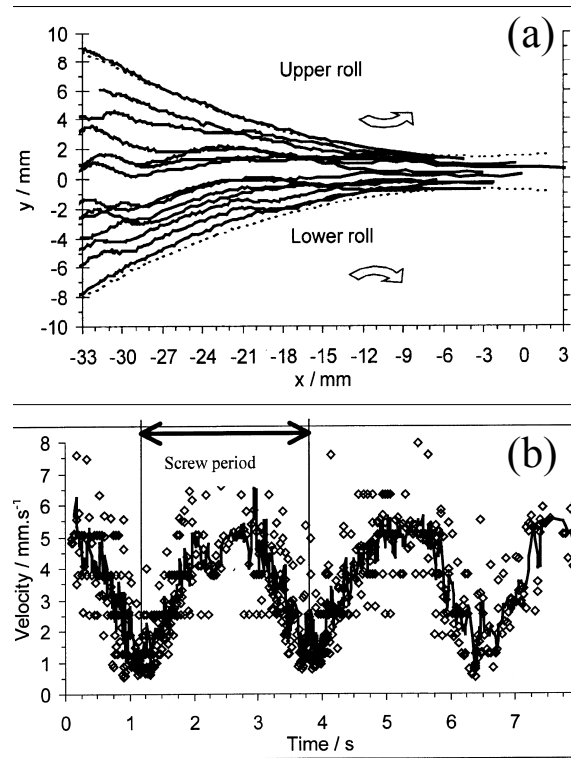 (a)
10
8
6
4
2
0
-2
-4
-6
-8
-10
y / mm
Upper roll
Lower roll
-33 -30 -27 -24 -21 -18 -15 -12 -9 -6 -3 0 3
x / mm
(b)
8
7
6
5
4
3
2
1
0
Velocity / mm.s⁻¹
Screw period
0 1 2 3 4 5 6 7
Time / s